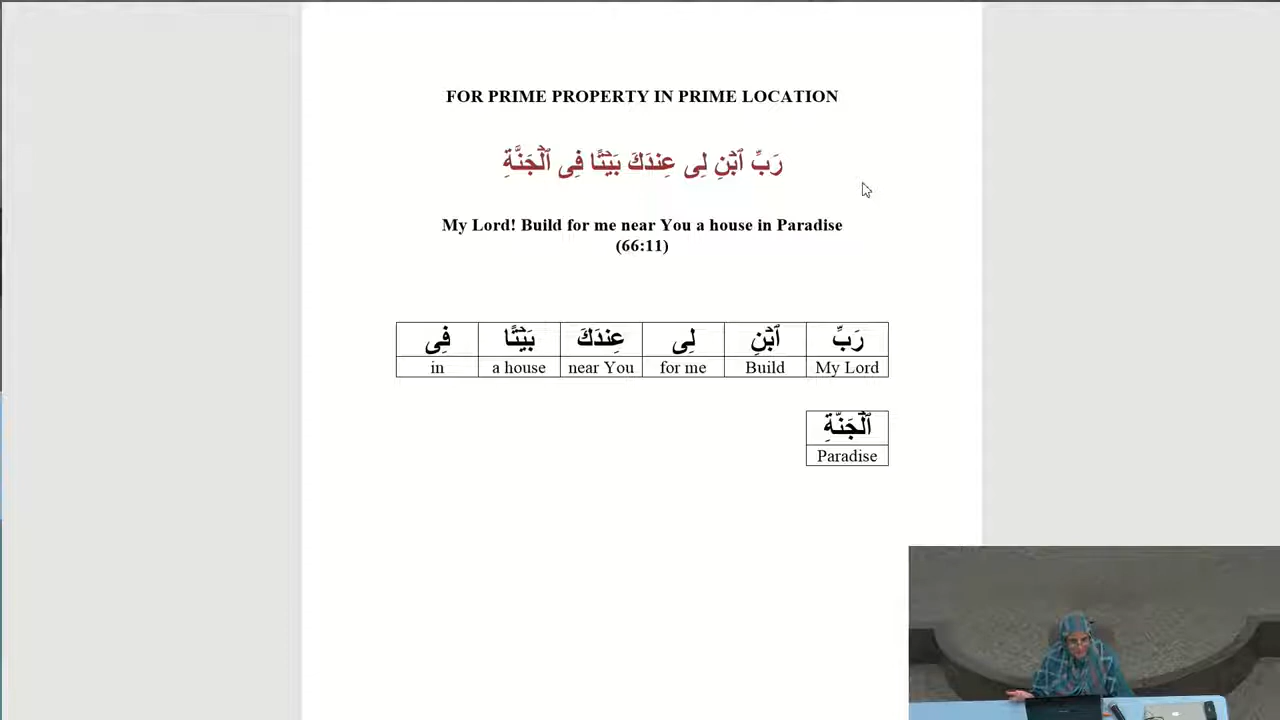 FOR PRIME PROPERTY IN PRIME LOCATION
رَبِّ ٱبْنِ لِى عِندَكَ بَيْتًا فِى ٱلْجَنَّةِ
My Lord! Build for me near You a house in Paradise
(66:11)
رَبِّ ٱبْنِ لِى عِندَكَ بَيْتًا فِى
My Lord Build for me near You a house in
ٱلْجَنَّةِ
Paradise